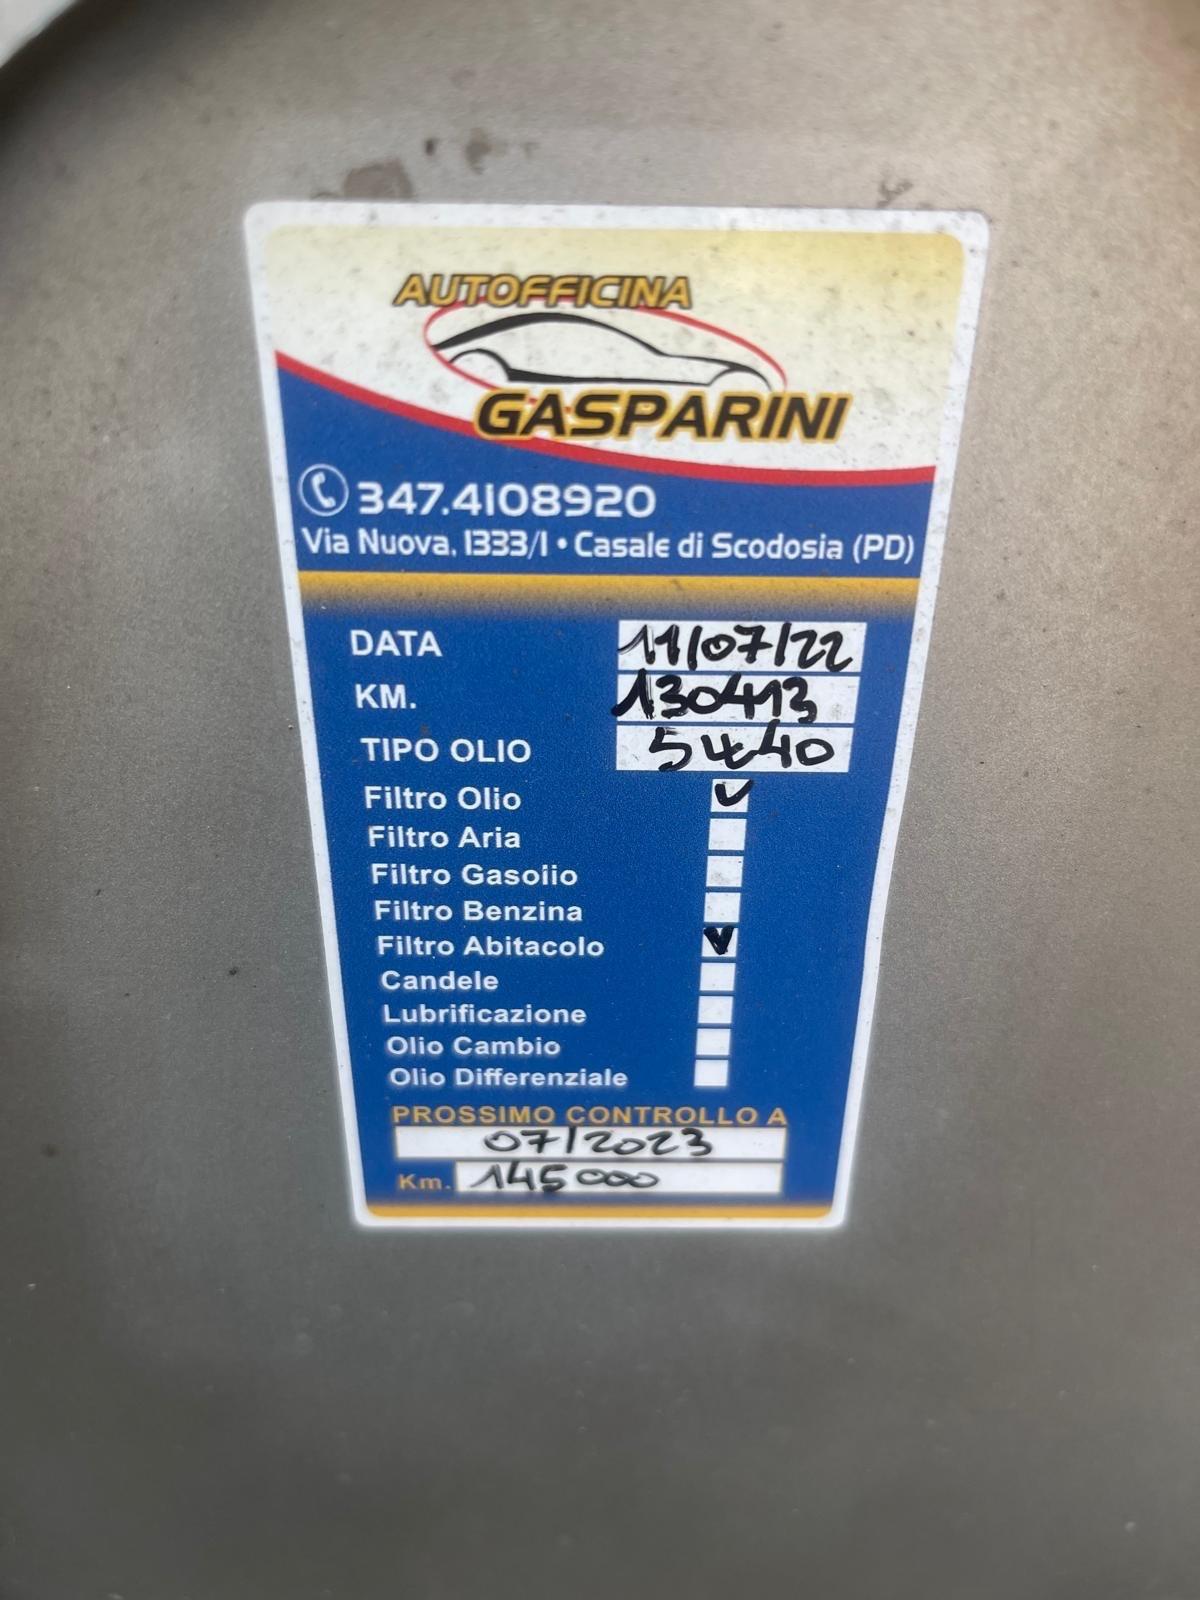 AUTOFFICINA
GASPARINI
347.4108920
Via Nuova, 1333/1 • Casale di Scodosia (PD)
DATA 11/07/22
KM. 130413
TIPO OLIO 5W40
Filtro Olio
Filtro Aria
Filtro Gasolio
Filtro Benzina
Filtro Abitacolo
Candele
Lubrificazione
Olio Cambio
Olio Differenziale
PROSSIMO CONTROLLO A
07/2023
Km. 145000